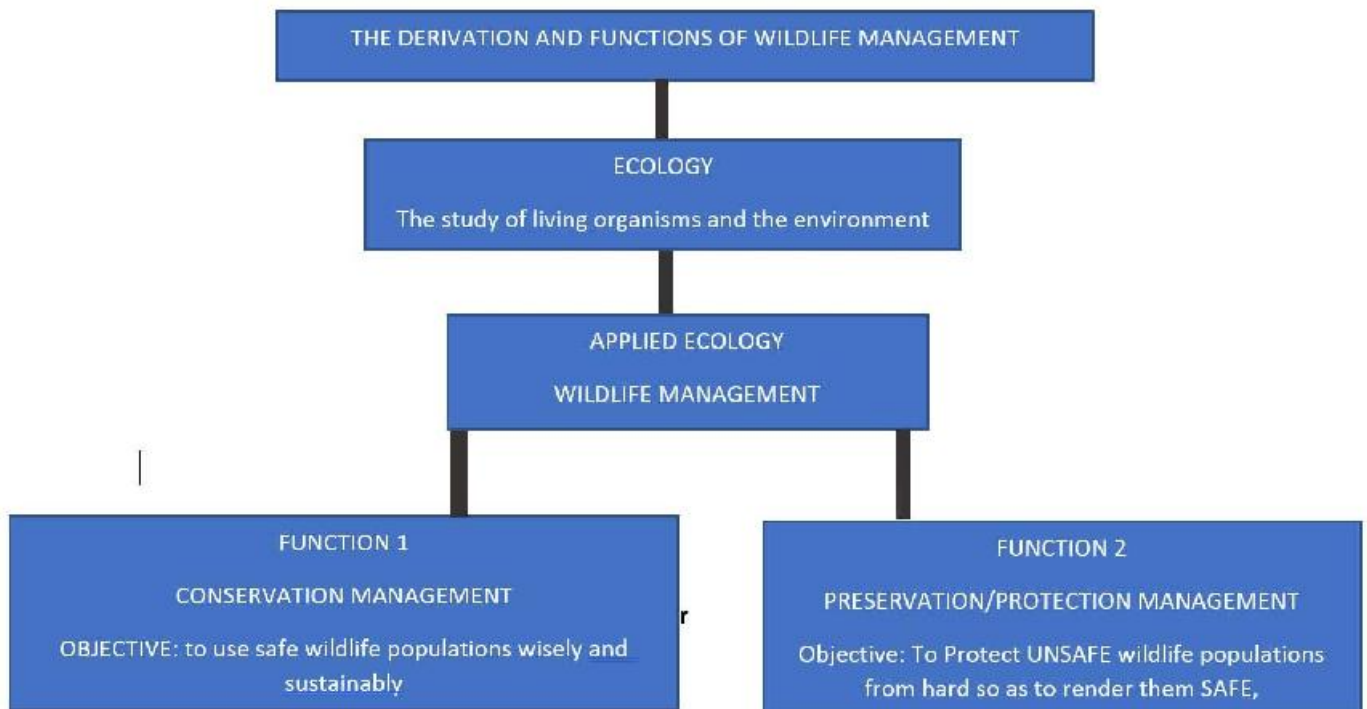 THE DERIVATION AND FUNCTIONS OF WILDLIFE MANAGEMENT
ECOLOGY
The study of living organisms and the environment
APPLIED ECOLOGY
WILDLIFE MANAGEMENT
FUNCTION 1
CONSERVATION MANAGEMENT
OBJECTIVE: to use safe wildlife populations wisely and
sustainably
r
FUNCTION 2
PRESERVATION/PROTECTION MANAGEMENT
Objective: To Protect UNSAFE wildlife populations
from hard so as to render them SAFE,